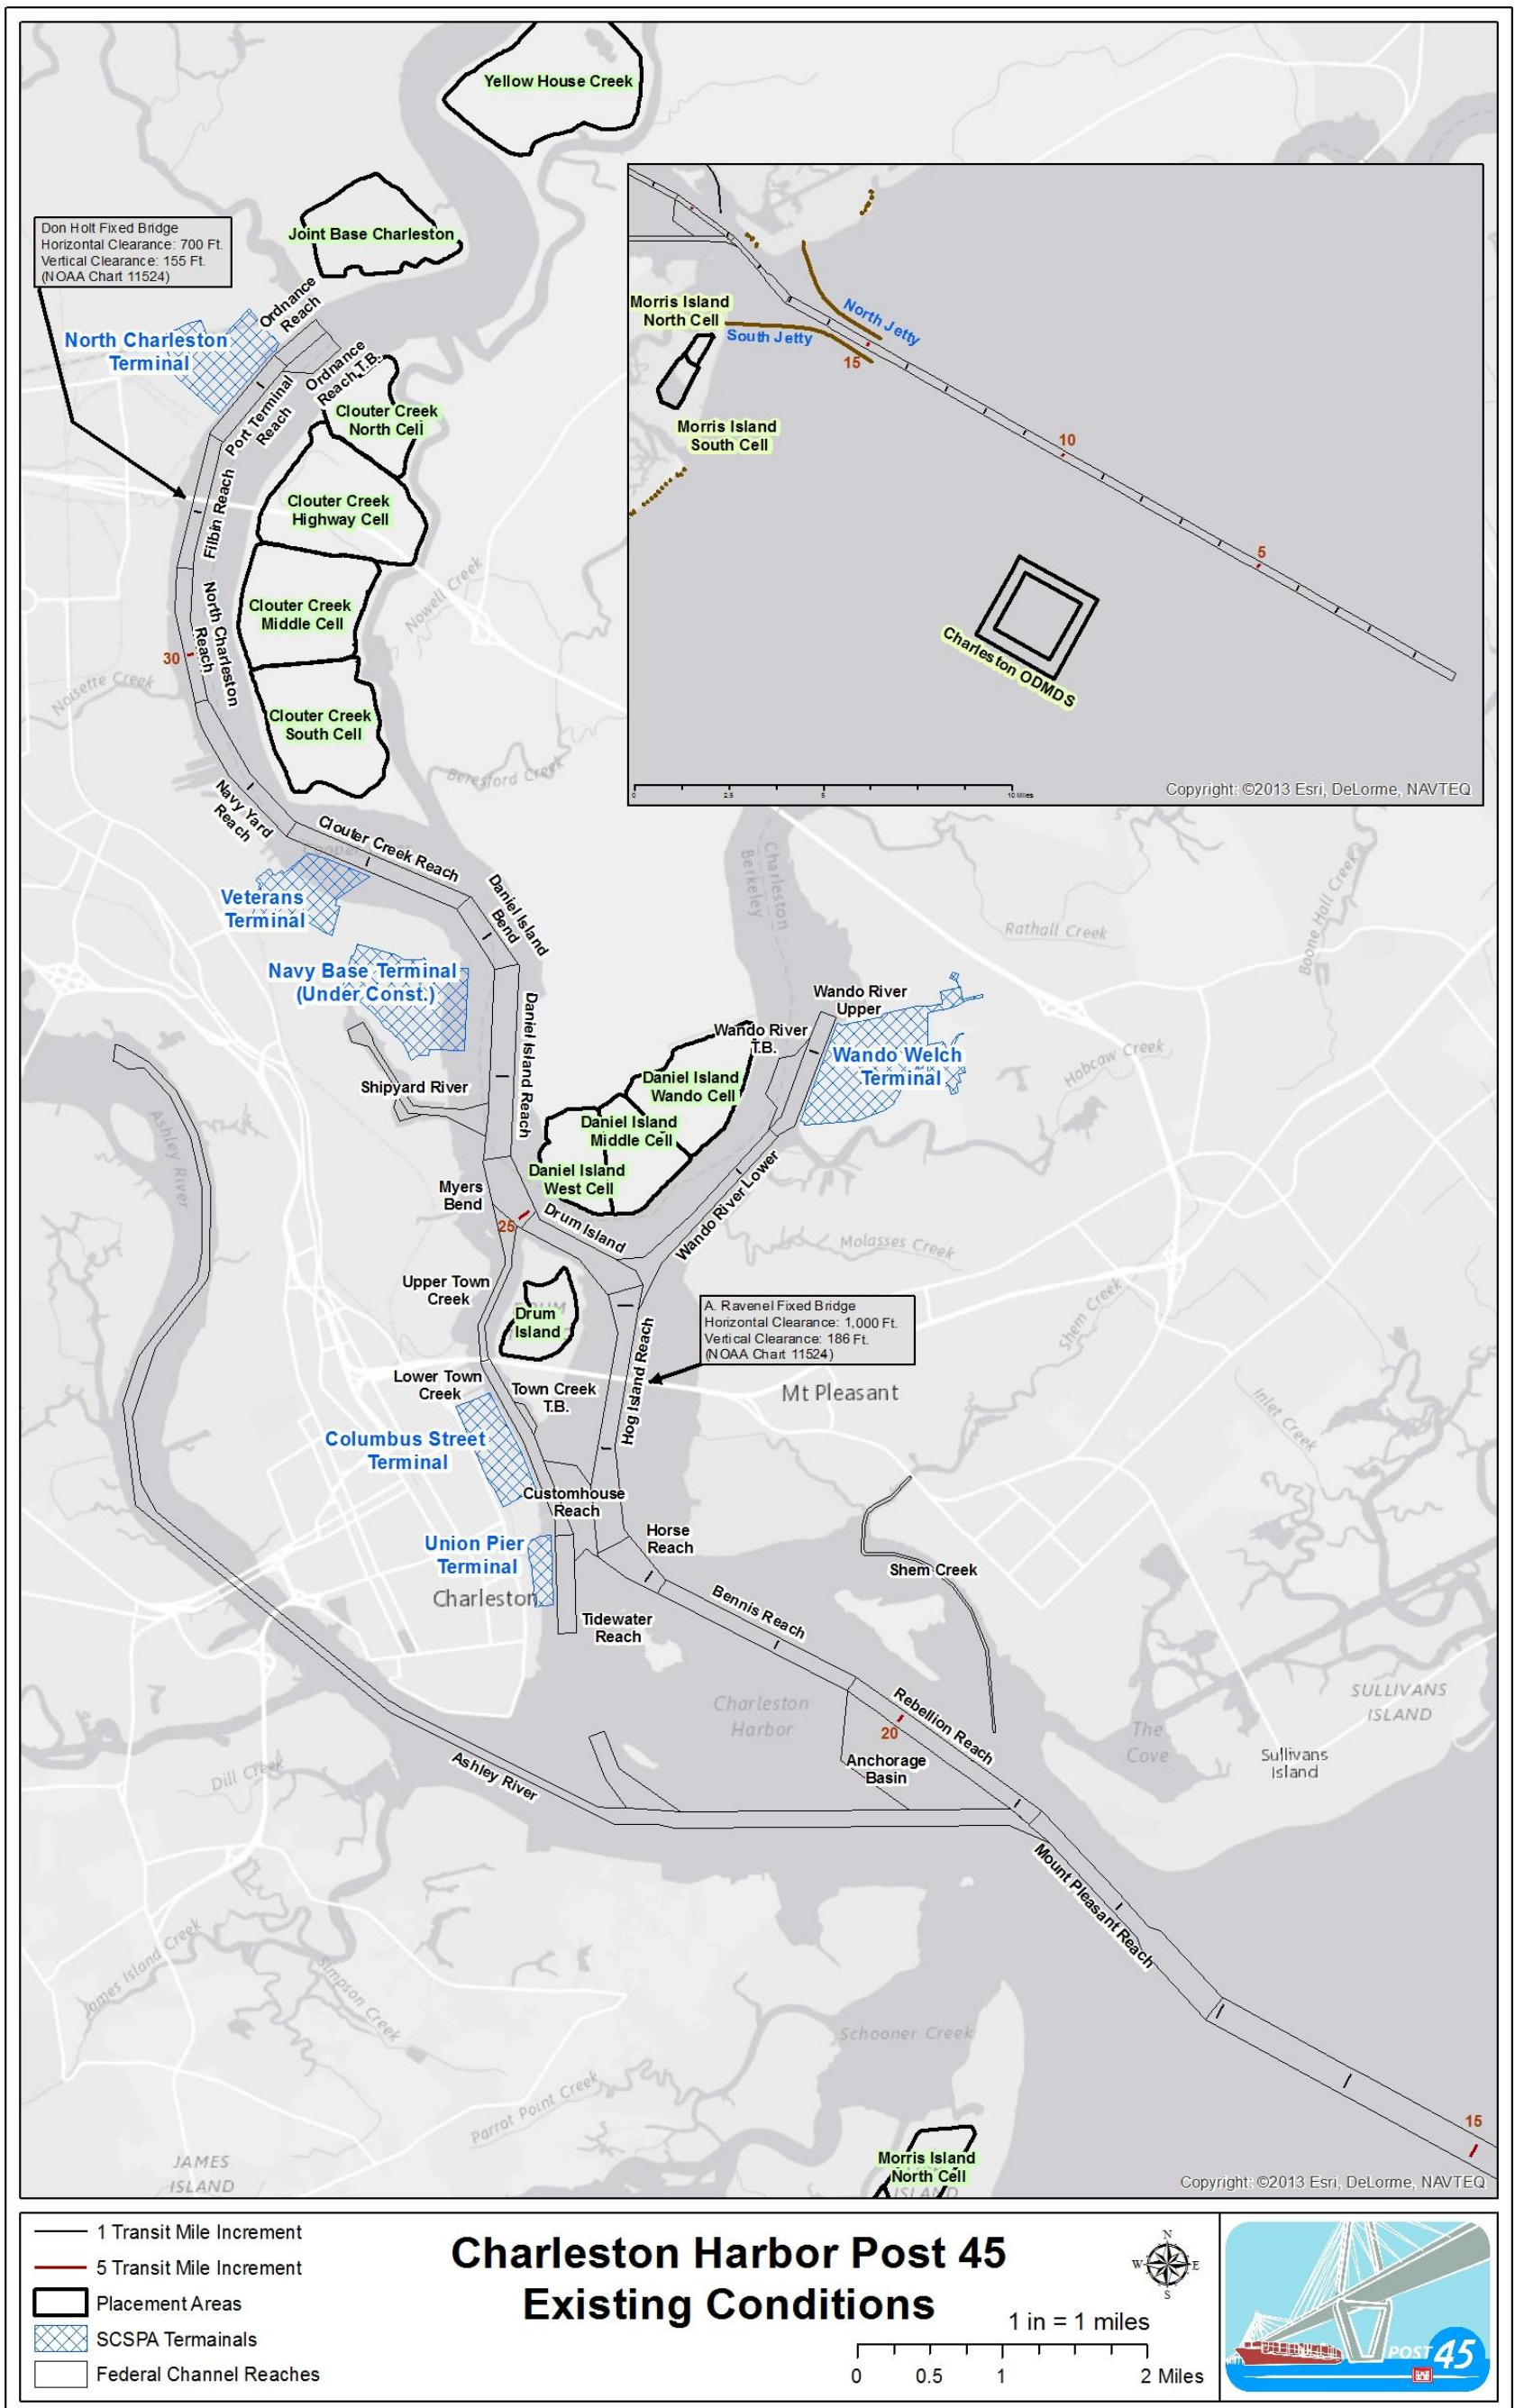 Yellow House Creek
Joint Base Charleston
Don Holt Fixed Bridge
Horizontal Clearance: 700 Ft.
Vertical Clearance: 155 Ft.
(NOAA Chart 11524)
Ordnance
Reach
North Charleston
Terminal
Ordnance
Reach T.B.
Port Terminal
Reach
Clouter Creek
North Cell
Clouter Creek
Highway Cell
Filbin Reach
Nowell Creek
Clouter Creek
Middle Cell
North Charleston
Reach
30
Noisette Creek
Clouter Creek
South Cell
Beresford Creek
Navy Yard
Reach
Morris Island
North Cell
South Jetty
North Jetty
15
Morris Island
South Cell
10
5
Charleston ODMDS
0
2.5
5
10 Miles
Copyright: ©2013 Esri, DeLorme, NAVTEQ
Clouter Creek Reach
Veterans
Terminal
Daniel Island
Bend
Charleston
Berkeley
Rathall Creek
Boone Hall Creek
Navy Base Terminal
(Under Const.)
Daniel Island Reach
Wando River
Upper
Wando River
T.B.
Wando Welch
Terminal
Hobcaw Creek
Shipyard River
Ashley River
Daniel Island
Wando Cell
Daniel Island
Middle Cell
Daniel Island
West Cell
Myers
Bend
25
Drum Island
Wando River Lower
Molasses Creek
Upper Town
Creek
Drum
Island
A. Ravenel Fixed Bridge
Horizontal Clearance: 1,000 Ft.
Vertical Clearance: 186 Ft.
(NOAA Chart 11524)
Shem Creek
Hog Island Reach
Lower Town
Creek
Town Creek
T.B.
Mt Pleasant
Inlet Creek
Columbus Street
Terminal
Customhouse
Reach
Horse
Reach
Union Pier
Terminal
Charleston
Shem Creek
Bennis Reach
Tidewater
Reach
Charleston
Harbor
Rebellion Reach
20
Anchorage
Basin
SULLIVANS
ISLAND
The
Cove
Sullivans
Island
Dill Creek
Ashley River
Mount Pleasant Reach
James Island Creek
Simpson Creek
Schooner Creek
Parrot Point Creek
15
JAMES
ISLAND
Morris Island
North Cell
ISLAND
Copyright: ©2013 Esri, DeLorme, NAVTEQ
1 Transit Mile Increment
5 Transit Mile Increment
Placement Areas
SCSPA Termainals
Federal Channel Reaches
Charleston Harbor Post 45
Existing Conditions
N
W
E
S
1 in = 1 miles
0
0.5
1
2 Miles
POST 45